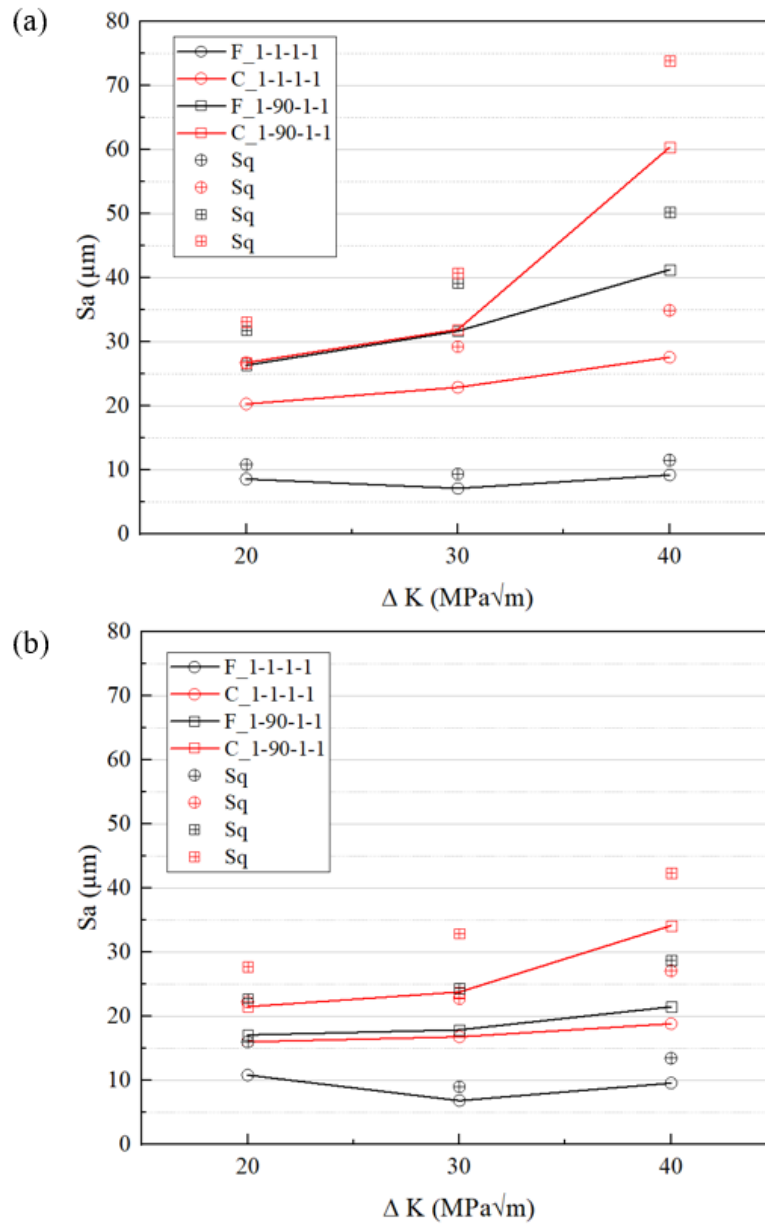 (a)
80
70
60
50
40
30
20
10
0
Sa (μm)
F_1-1-1-1
C_1-1-1-1
F_1-90-1-1
C_1-90-1-1
Sq
Sq
Sq
Sq
20 30 40
Δ K (MPa√m)
(b)
80
70
60
50
40
30
20
10
0
Sa (μm)
F_1-1-1-1
C_1-1-1-1
F_1-90-1-1
C_1-90-1-1
Sq
Sq
Sq
Sq
20 30 40
Δ K (MPa√m)